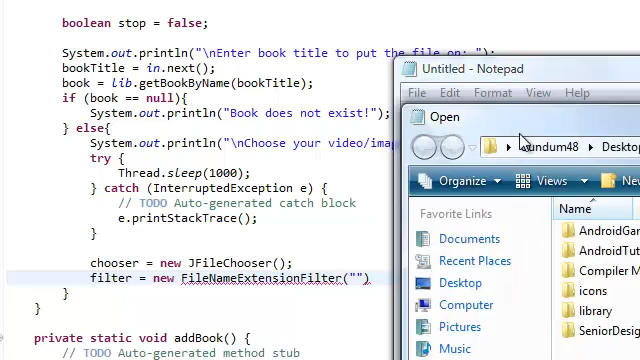 boolean stop = false;
System.out.println("\nEnter book title to put the file on: ");
bookTitle = in.next();
book = lib.getBookByName(bookTitle);
if (book == null){
System.out.println("Book does not exist!");
} else{
System.out.println("\nChoose your video/imag
try {
Thread.sleep(1000);
} catch (InterruptedException e) {
// TODO Auto-generated catch block
e.printStackTrace();
}
chooser = new JFileChooser();
filter = new FileNameExtensionFilter("")
}
}
private static void addBook() {
// TODO Auto-generated method stub
Untitled - Notepad
File Edit Format View Help
Open
Deskto
Organize Views New
Favorite Links
Documents
Recent Places
Desktop
Computer
Pictures
Music
Name
AndroidGam
AndroidTut
Compiler M
icons
library
SeniorDesig